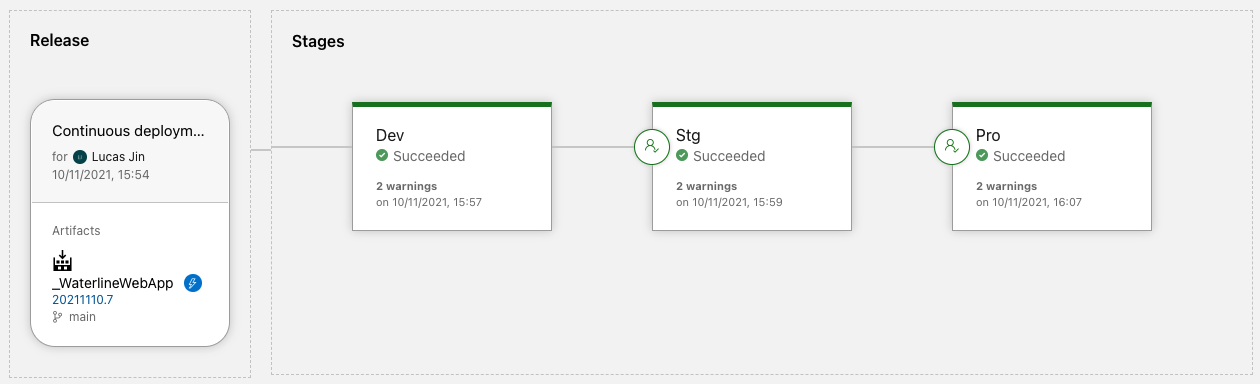 Release
Continuous deploym...
for Lucas Jin
10/11/2021, 15:54
Artifacts
_WaterlineWebApp
20211110.7
main
Stages
Dev
Succeeded
2 warnings
on 10/11/2021, 15:57
Stg
Succeeded
2 warnings
on 10/11/2021, 15:59
Pro
Succeeded
2 warnings
on 10/11/2021, 16:07